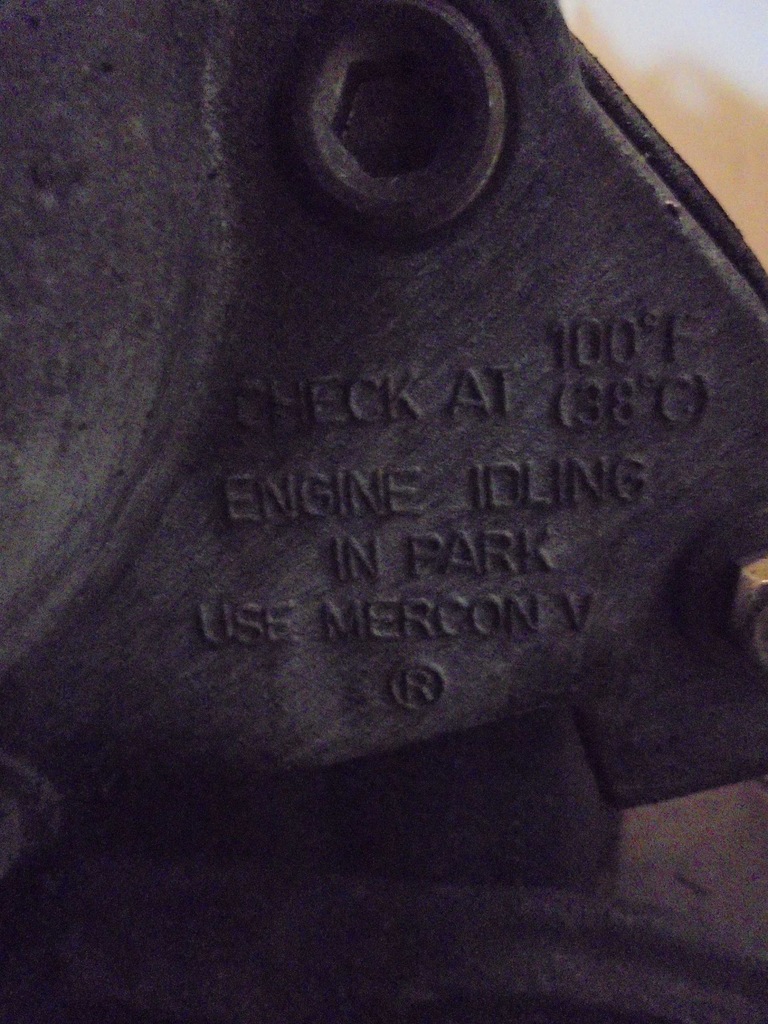 CHECK AT 100°F
(38°C)
ENGINE IDLING
IN PARK
USE MERCON V
®